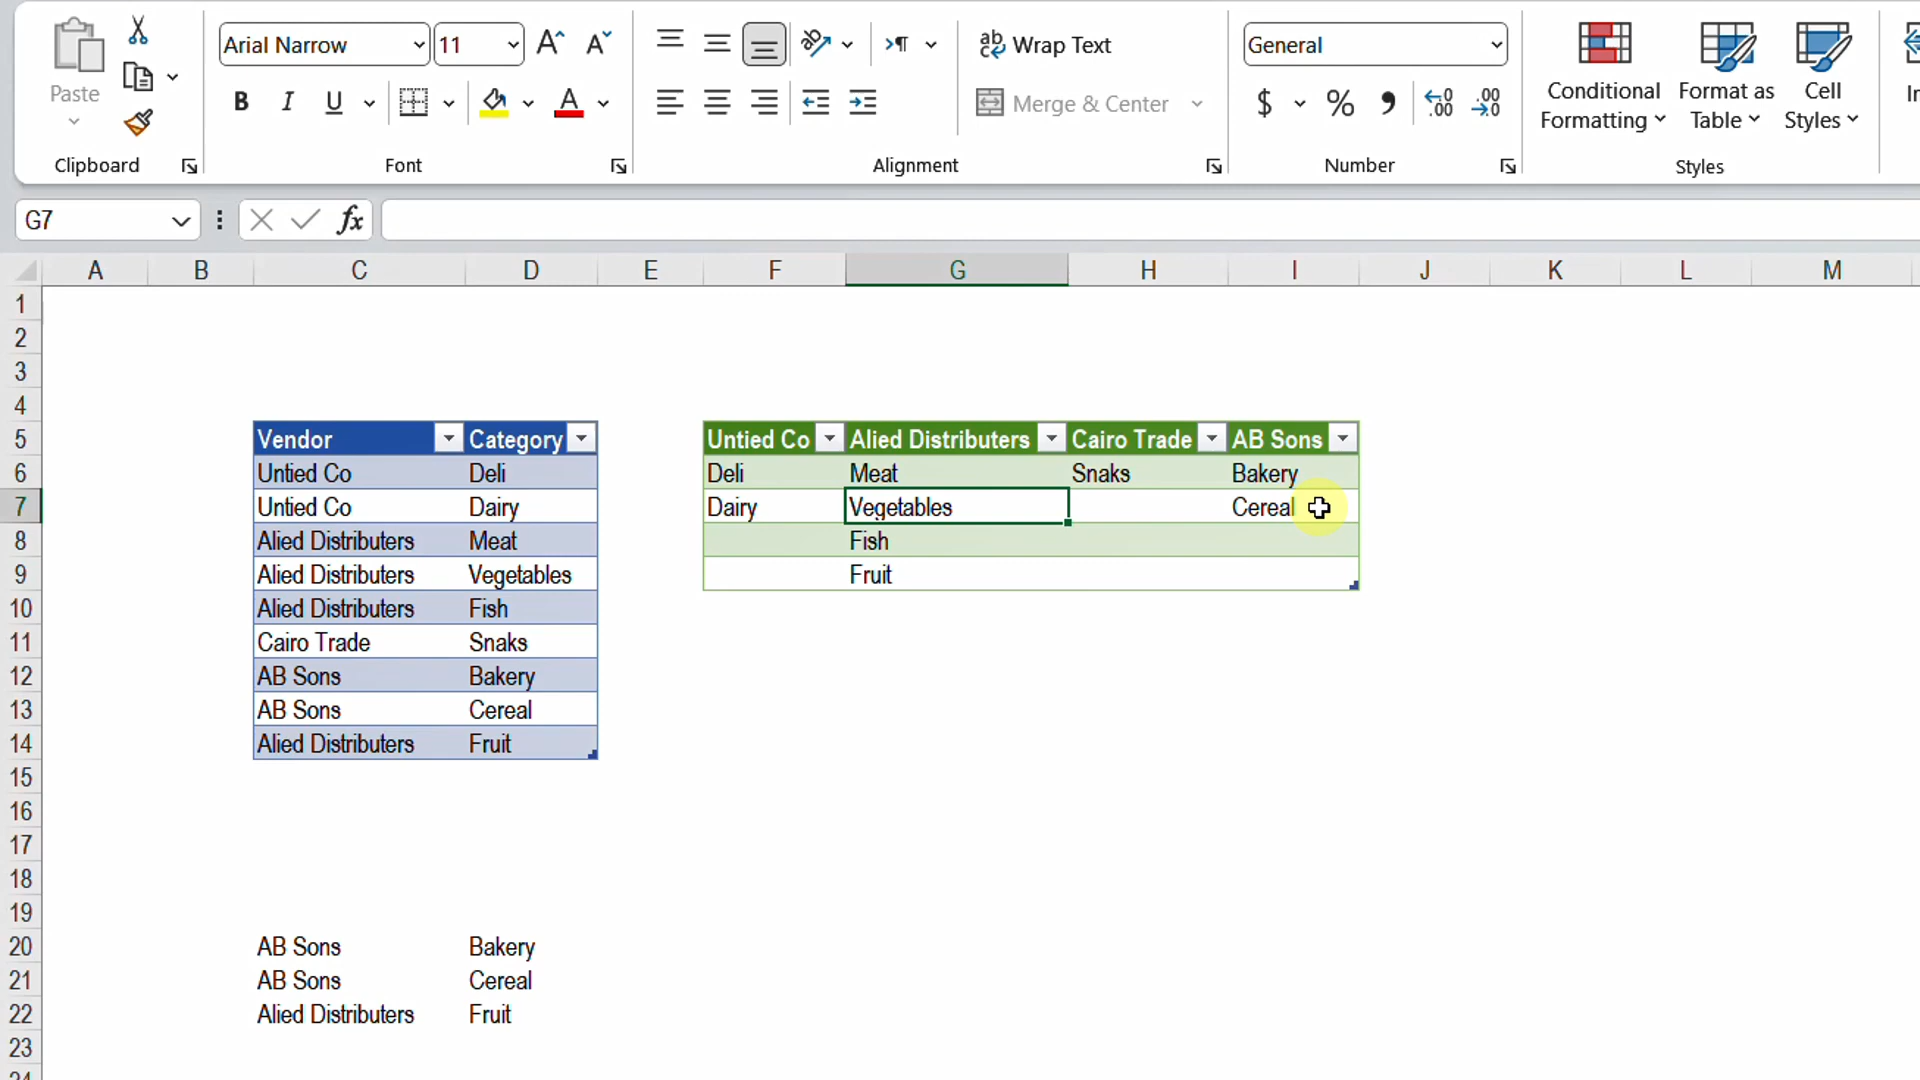 Paste
Clipboard
Arial Narrow 11 A A
B I U A
Font
ab Wrap Text
Merge & Center
Alignment
General
$ % , .00 .00
Number
Conditional Formatting
Format as Table
Cell Styles
Styles
G7 fx
A B C D E F G H I J K L M
1
2
3
4
5 Vendor Category Untied Co Alied Distributers Cairo Trade AB Sons
6 Untied Co Deli Deli Meat Snaks Bakery
7 Untied Co Dairy Dairy Vegetables Cereal
8 Alied Distributers Meat Fish
9 Alied Distributers Vegetables Fruit
10 Alied Distributers Fish
11 Cairo Trade Snaks
12 AB Sons Bakery
13 AB Sons Cereal
14 Alied Distributers Fruit
15
16
17
18
19
20 AB Sons Bakery
21 AB Sons Cereal
22 Alied Distributers Fruit
23